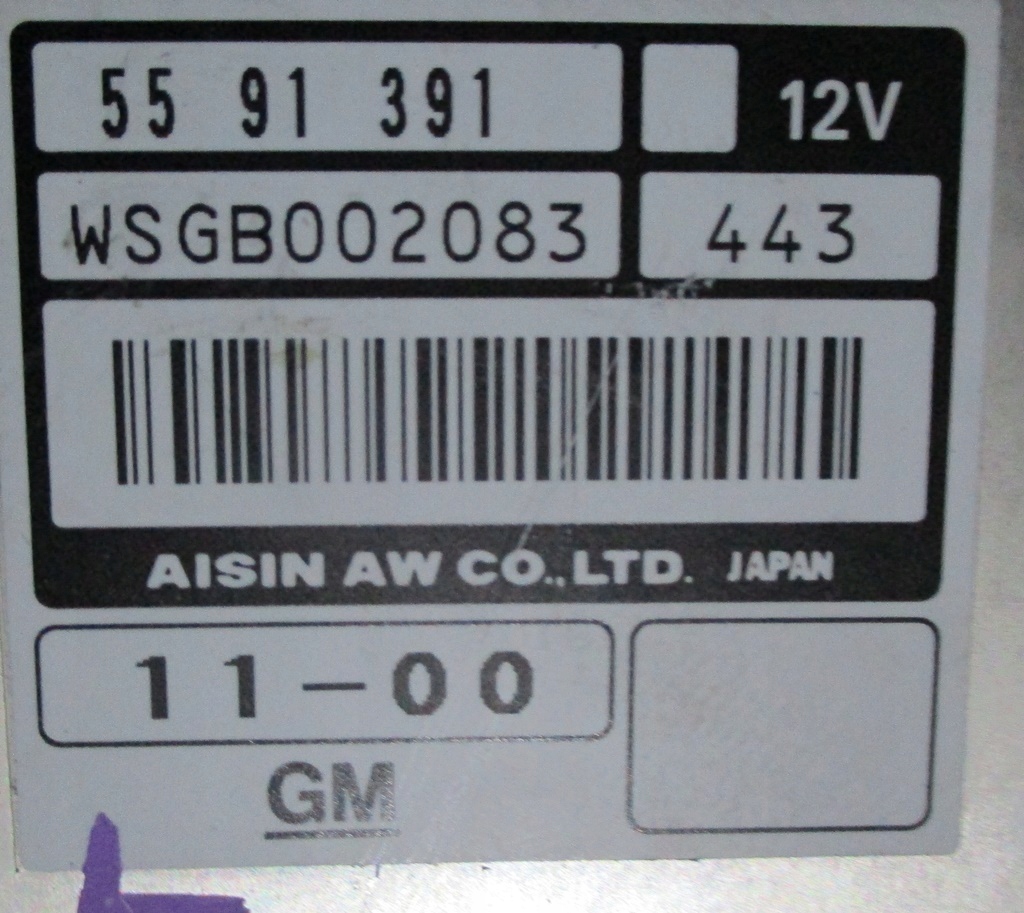 55 91 391 12V
WSGB002083 443
AISIN AW CO.,LTD. JAPAN
11-00
GM